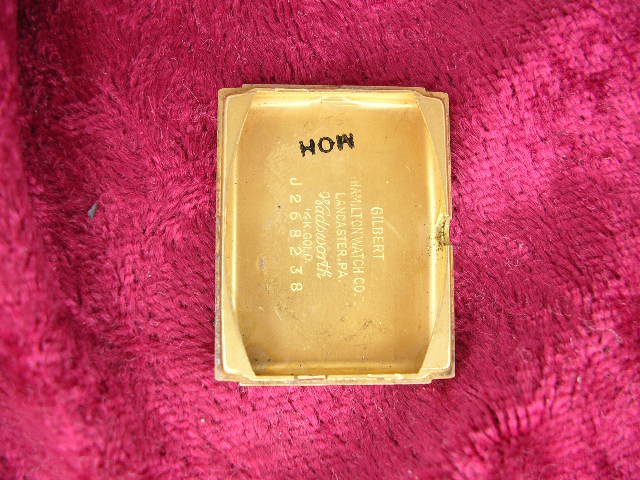 HOW
GILBERT
HAMILTON WATCH CO.
LANCASTER, PA.
Wadsworth
14K. GOLD
J268238